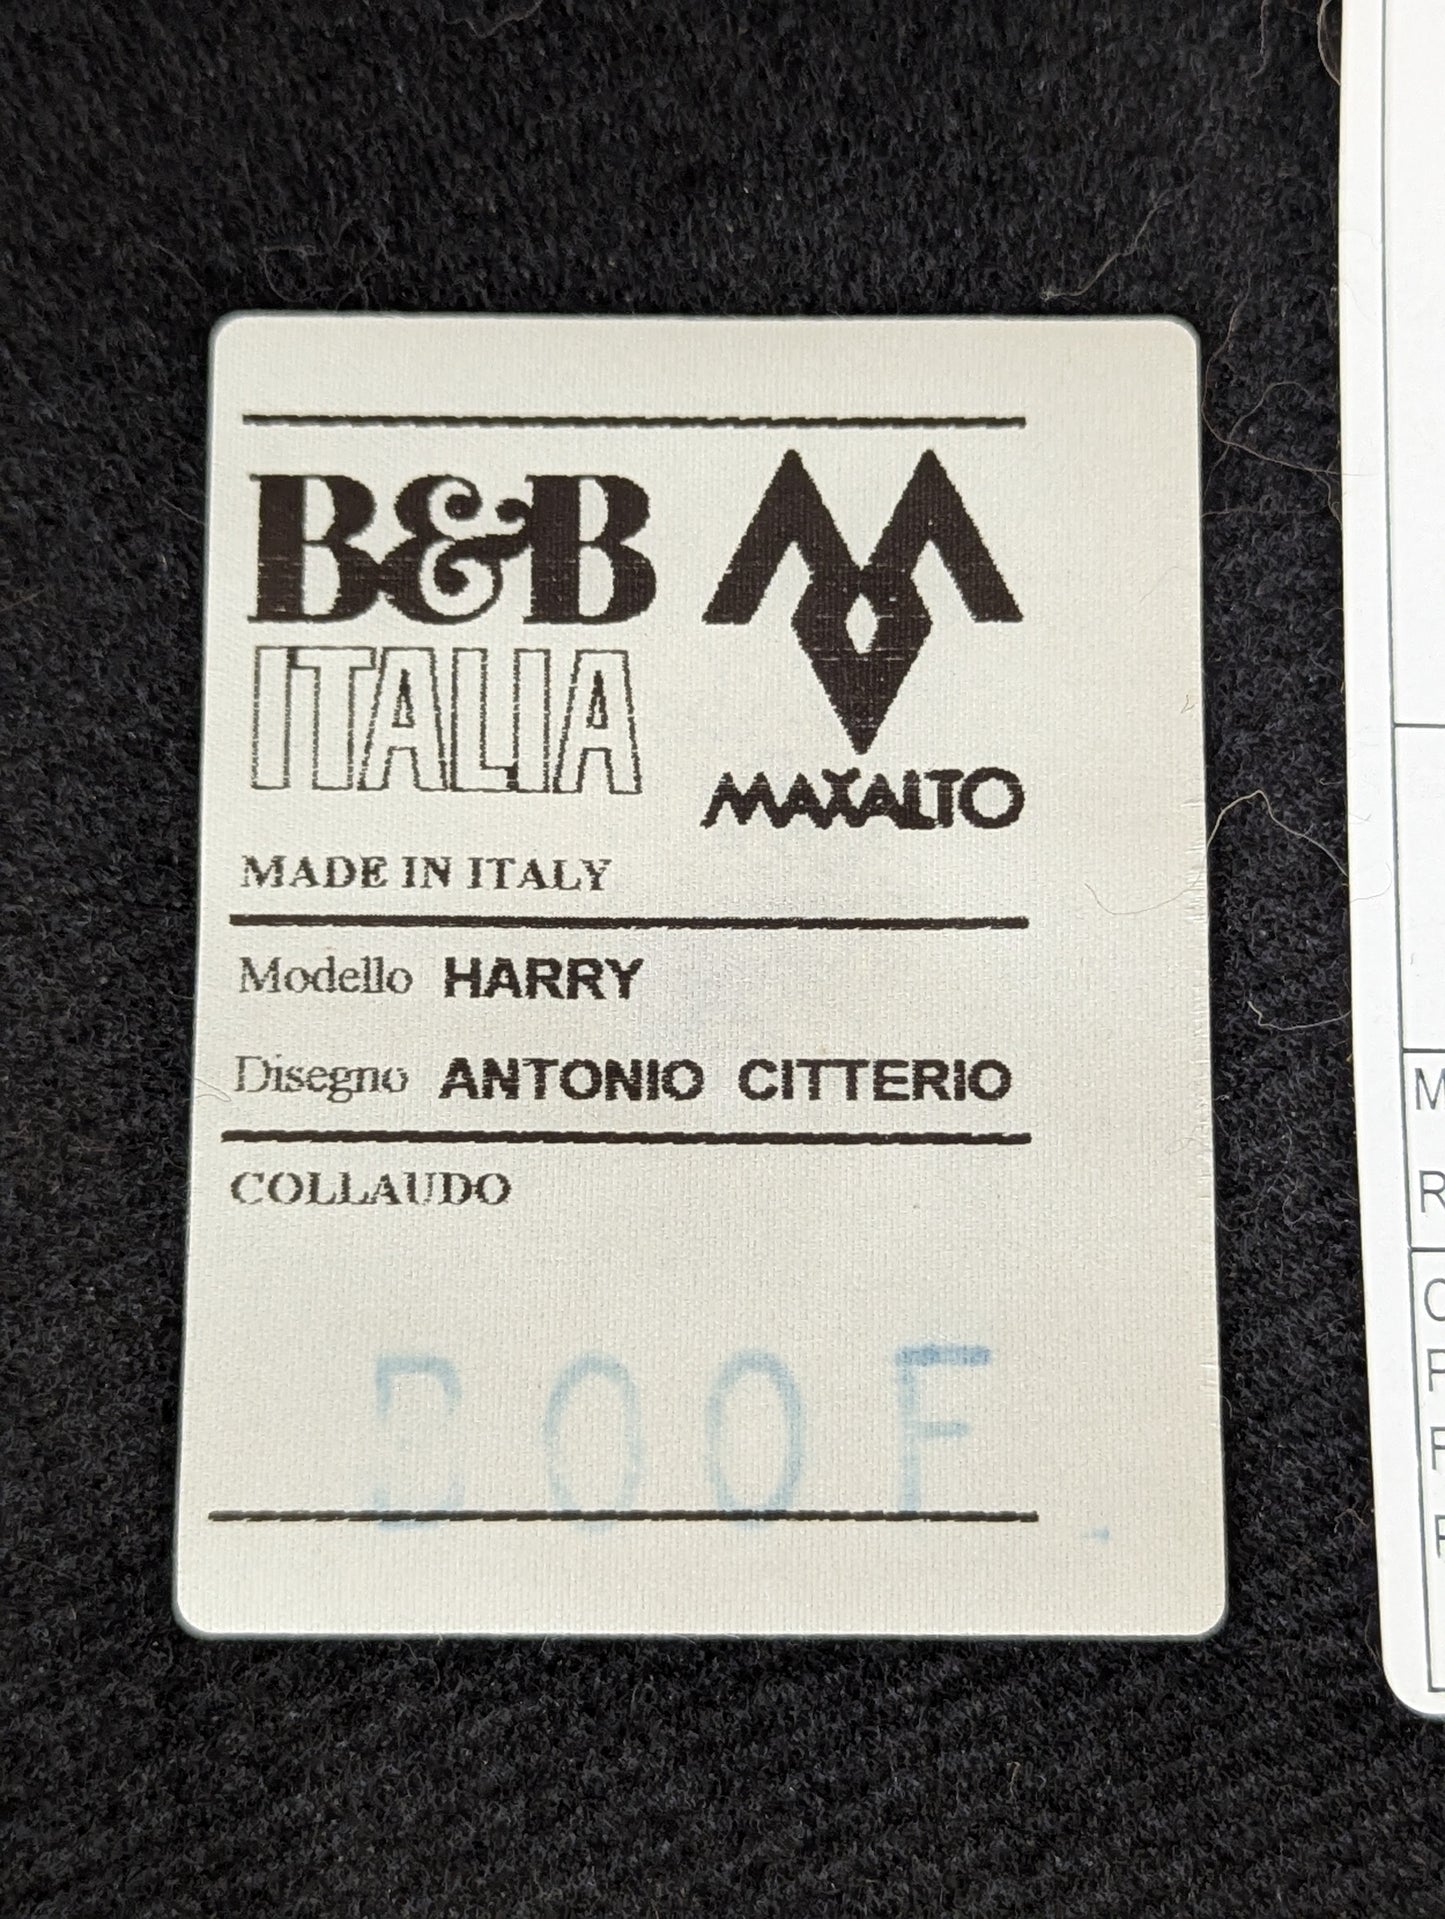 B&B
ITALIA
MAXALTO
MADE IN ITALY
Modello HARRY
Disegno ANTONIO CITTERIO
COLLAUDO
B00F
M
R